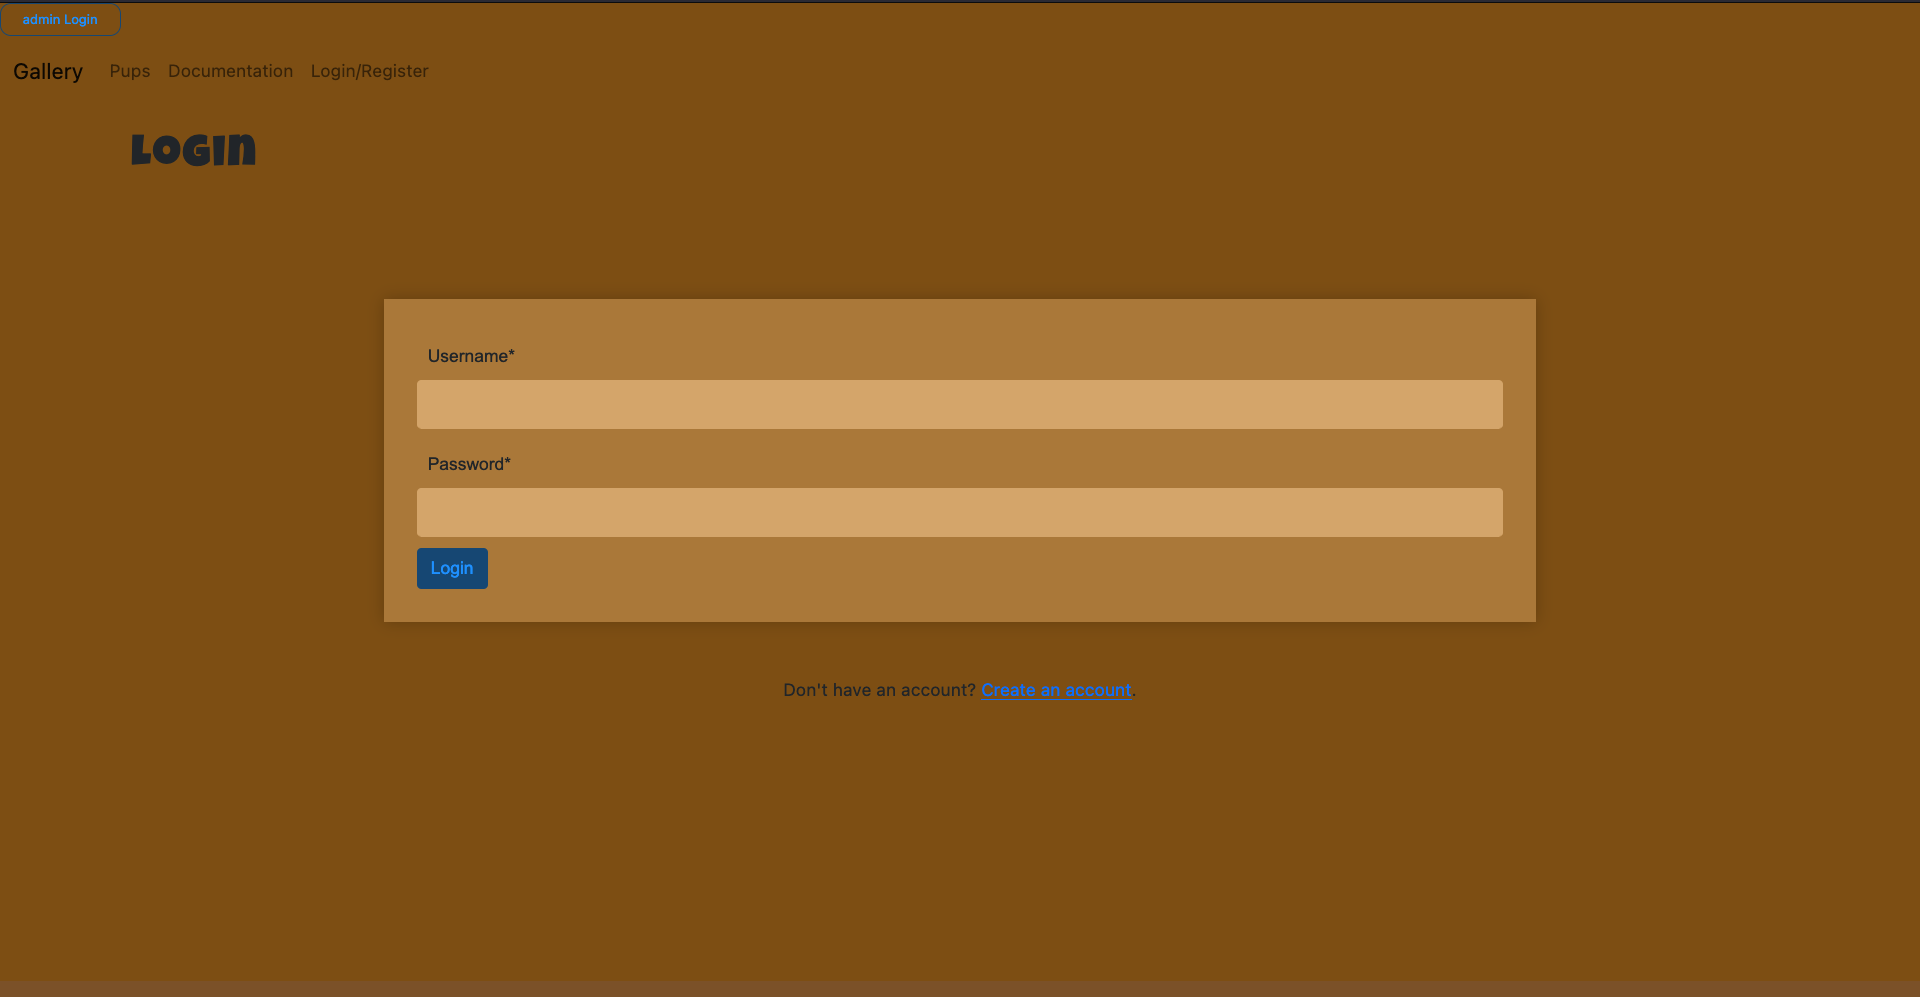 admin Login
Gallery Pups Documentation Login/Register
Login
Username*
Password*
Login
Don't have an account? Create an account.